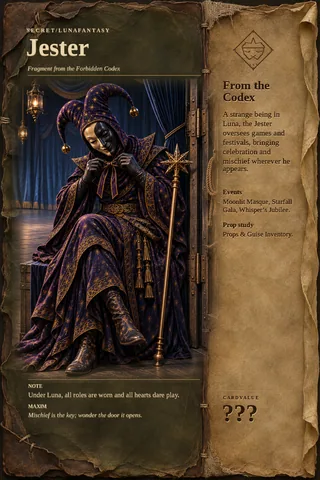 SECRET/LUNAFANTASY
Jester
Fragment from the Forbidden Codex
From the
Codex
A strange being in
Luna, the Jester
oversees games and
festivals, bringing
celebration and
mischief wherever he
appears.
Events
Moonlit Masque, Starfall
Gala, Whisper's Jubilee.
Prop study
Props & Guise Inventory.
NOTE
Under Luna, all roles are worn and all hearts dare play.
MAXIM
Mischief is the key; wonder the door it opens.
CARDVALUE
???